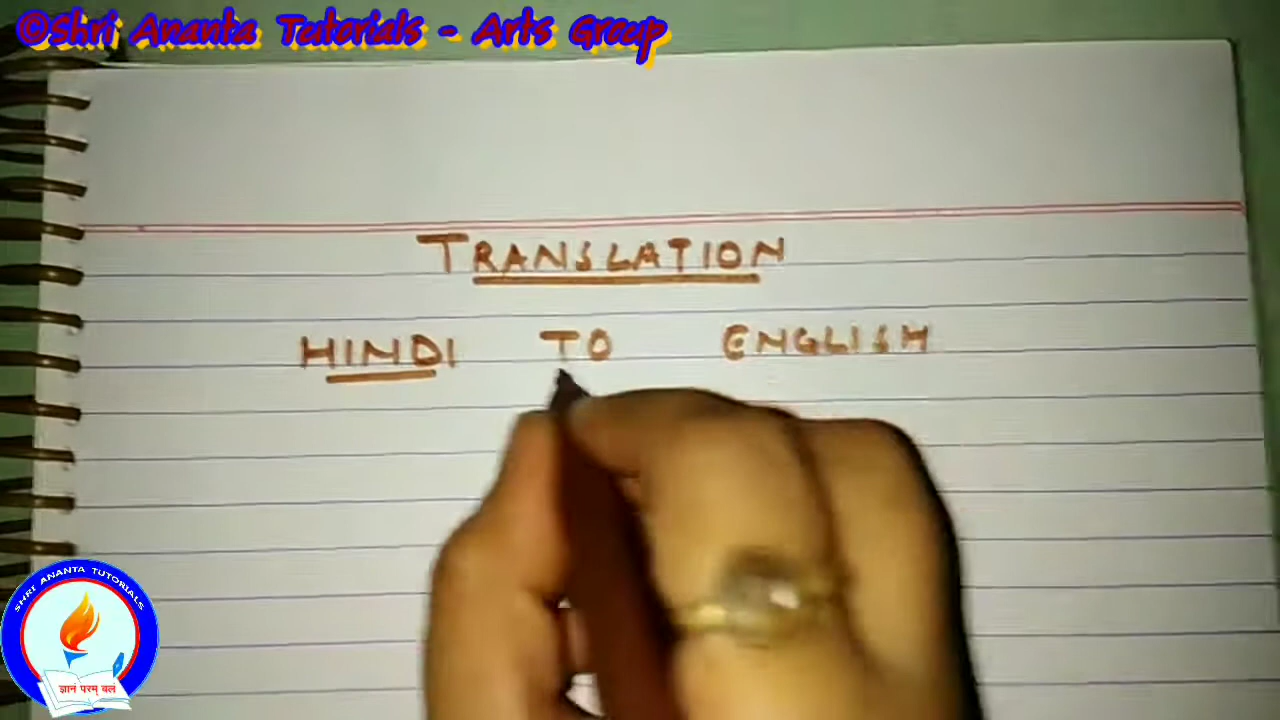 ©Shri Ananta Tutorials - Arts Group
TRANSLATION
HINDI TO ENGLISH
SHRI ANANTA TUTORIALS
ज्ञानं परमं बलं